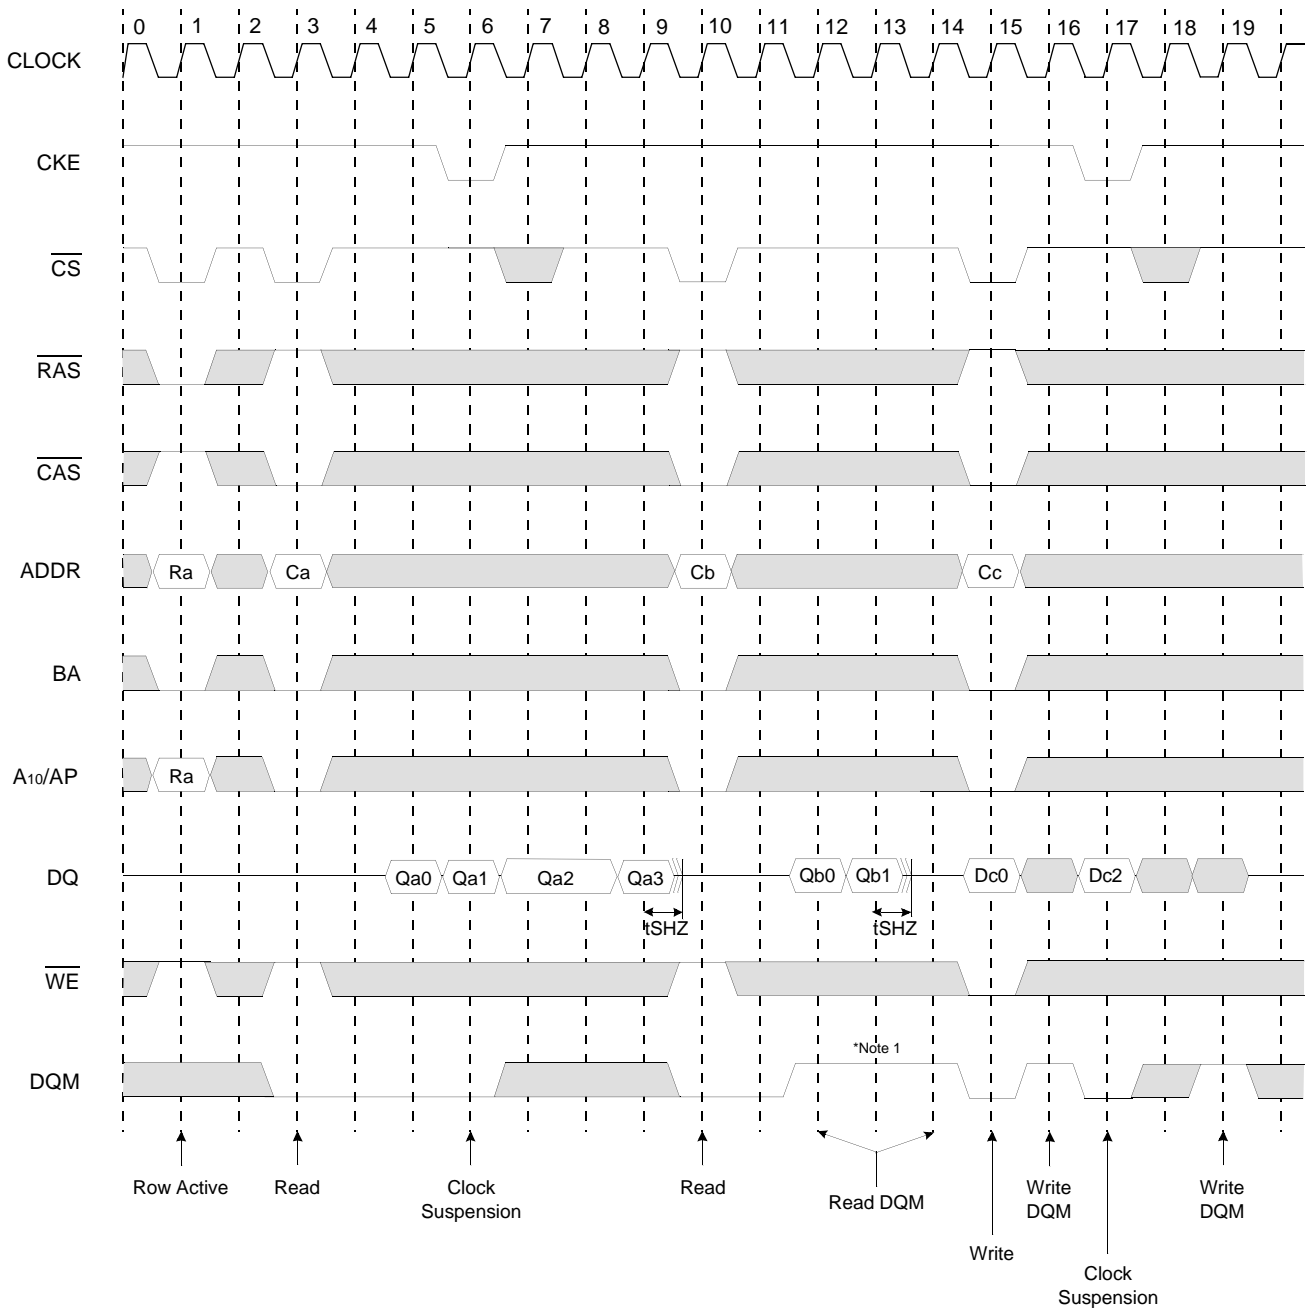 0 1 2 3 4 5 6 7 8 9 10 11 12 13 14 15 16 17 18 19
CLOCK
CKE
CS
RAS
CAS
ADDR Ra Ca Cb Cc
BA
A10/AP Ra
DQ Qa0 Qa1 Qa2 Qa3 Qb0 Qb1 Dc0 Dc2
tSHZ tSHZ
WE
*Note 1
DQM
Row Active Read Clock Suspension Read Read DQM Write DQM Write DQM
Write
Clock
Suspension